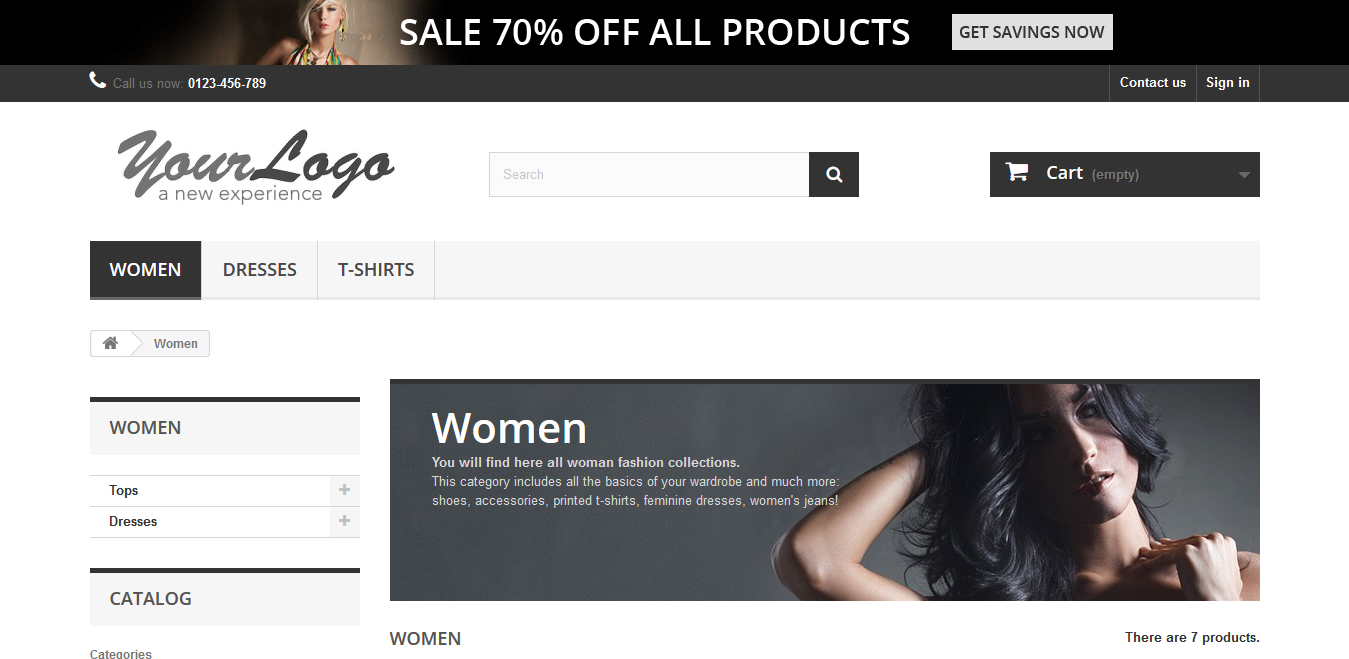 SALE 70% OFF ALL PRODUCTS GET SAVINGS NOW
Call us now: 0123-456-789 Contact us Sign in
YourLogo
a new experience
Search
Cart (empty)
WOMEN DRESSES T-SHIRTS
Women
WOMEN
Tops
Dresses
CATALOG
Categories
Women
You will find here all woman fashion collections.
This category includes all the basics of your wardrobe and much more:
shoes, accessories, printed t-shirts, feminine dresses, women's jeans!
WOMEN There are 7 products.